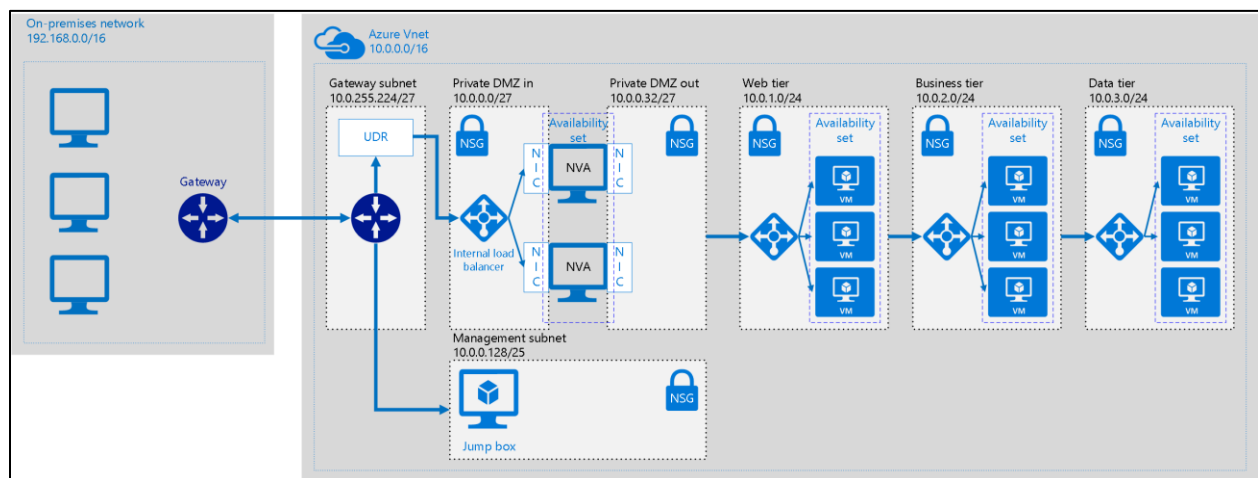 On-premises network
192.168.0.0/16
Gateway
Azure Vnet
10.0.0.0/16
Gateway subnet
10.0.255.224/27
UDR
Private DMZ in
10.0.0.0/27
NSG
Internal load
balancer
NIC
NIC
Availability
set
NVA
NVA
Private DMZ out
10.0.0.32/27
NSG
NIC
NIC
Web tier
10.0.1.0/24
NSG
Availability
set
VM
VM
VM
Business tier
10.0.2.0/24
NSG
Availability
set
VM
VM
VM
Data tier
10.0.3.0/24
NSG
Availability
set
VM
VM
VM
Management subnet
10.0.0.128/25
NSG
Jump box